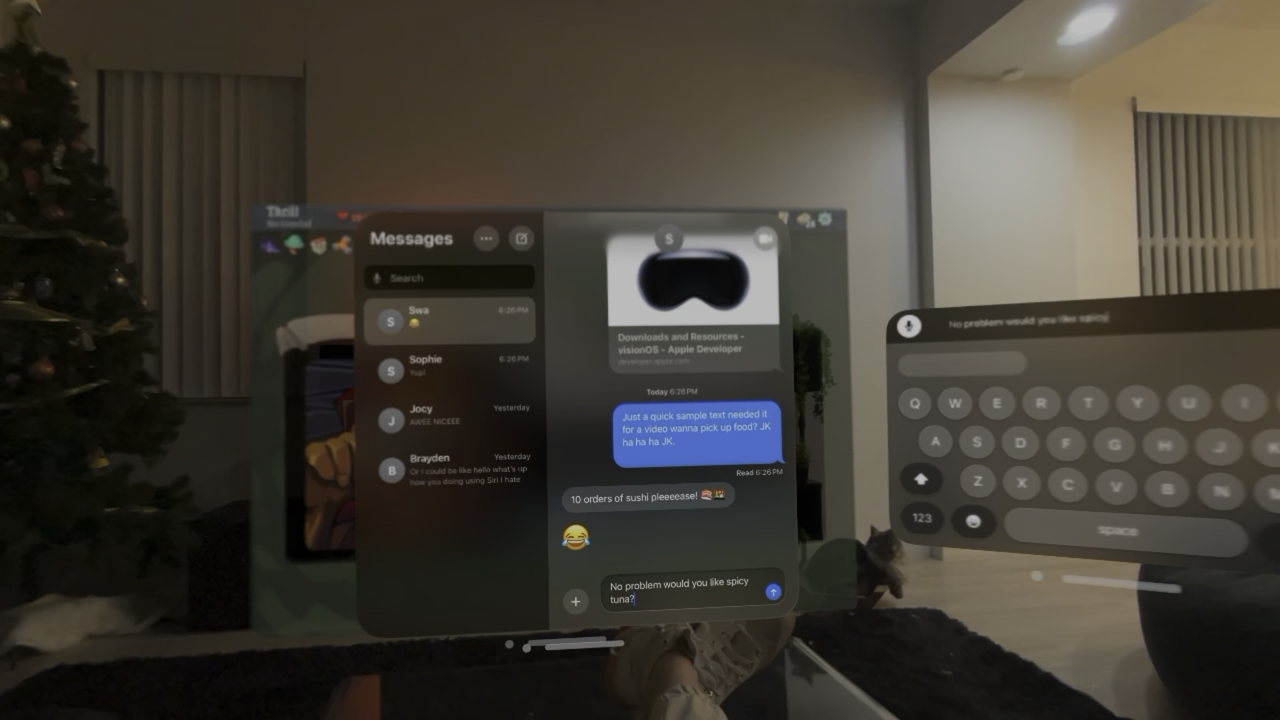 Thrill
Messages
Search
Swa
6:26 PM
Sophie
6:26 PM
Yup!
Jocy
Yesterday
AWEE NICEEE
Brayden
Yesterday
Or i could be like hello what's up
how you doing using Siri I hate
S
S
J
B
S
Downloads and Resources -
visionOS - Apple Developer
developer.apple.com
Today 6:26 PM
Just a quick sample text needed it
for a video wanna pick up food? JK
ha ha ha JK.
Read 6:26 PM
10 orders of sushi pleeeease! 🍣🍱
😂
No problem would you like spicy
tuna?
No problem would you like spicy
Q W E R T Y U I
A S D F G H J K
Z X C V B N M
123
space